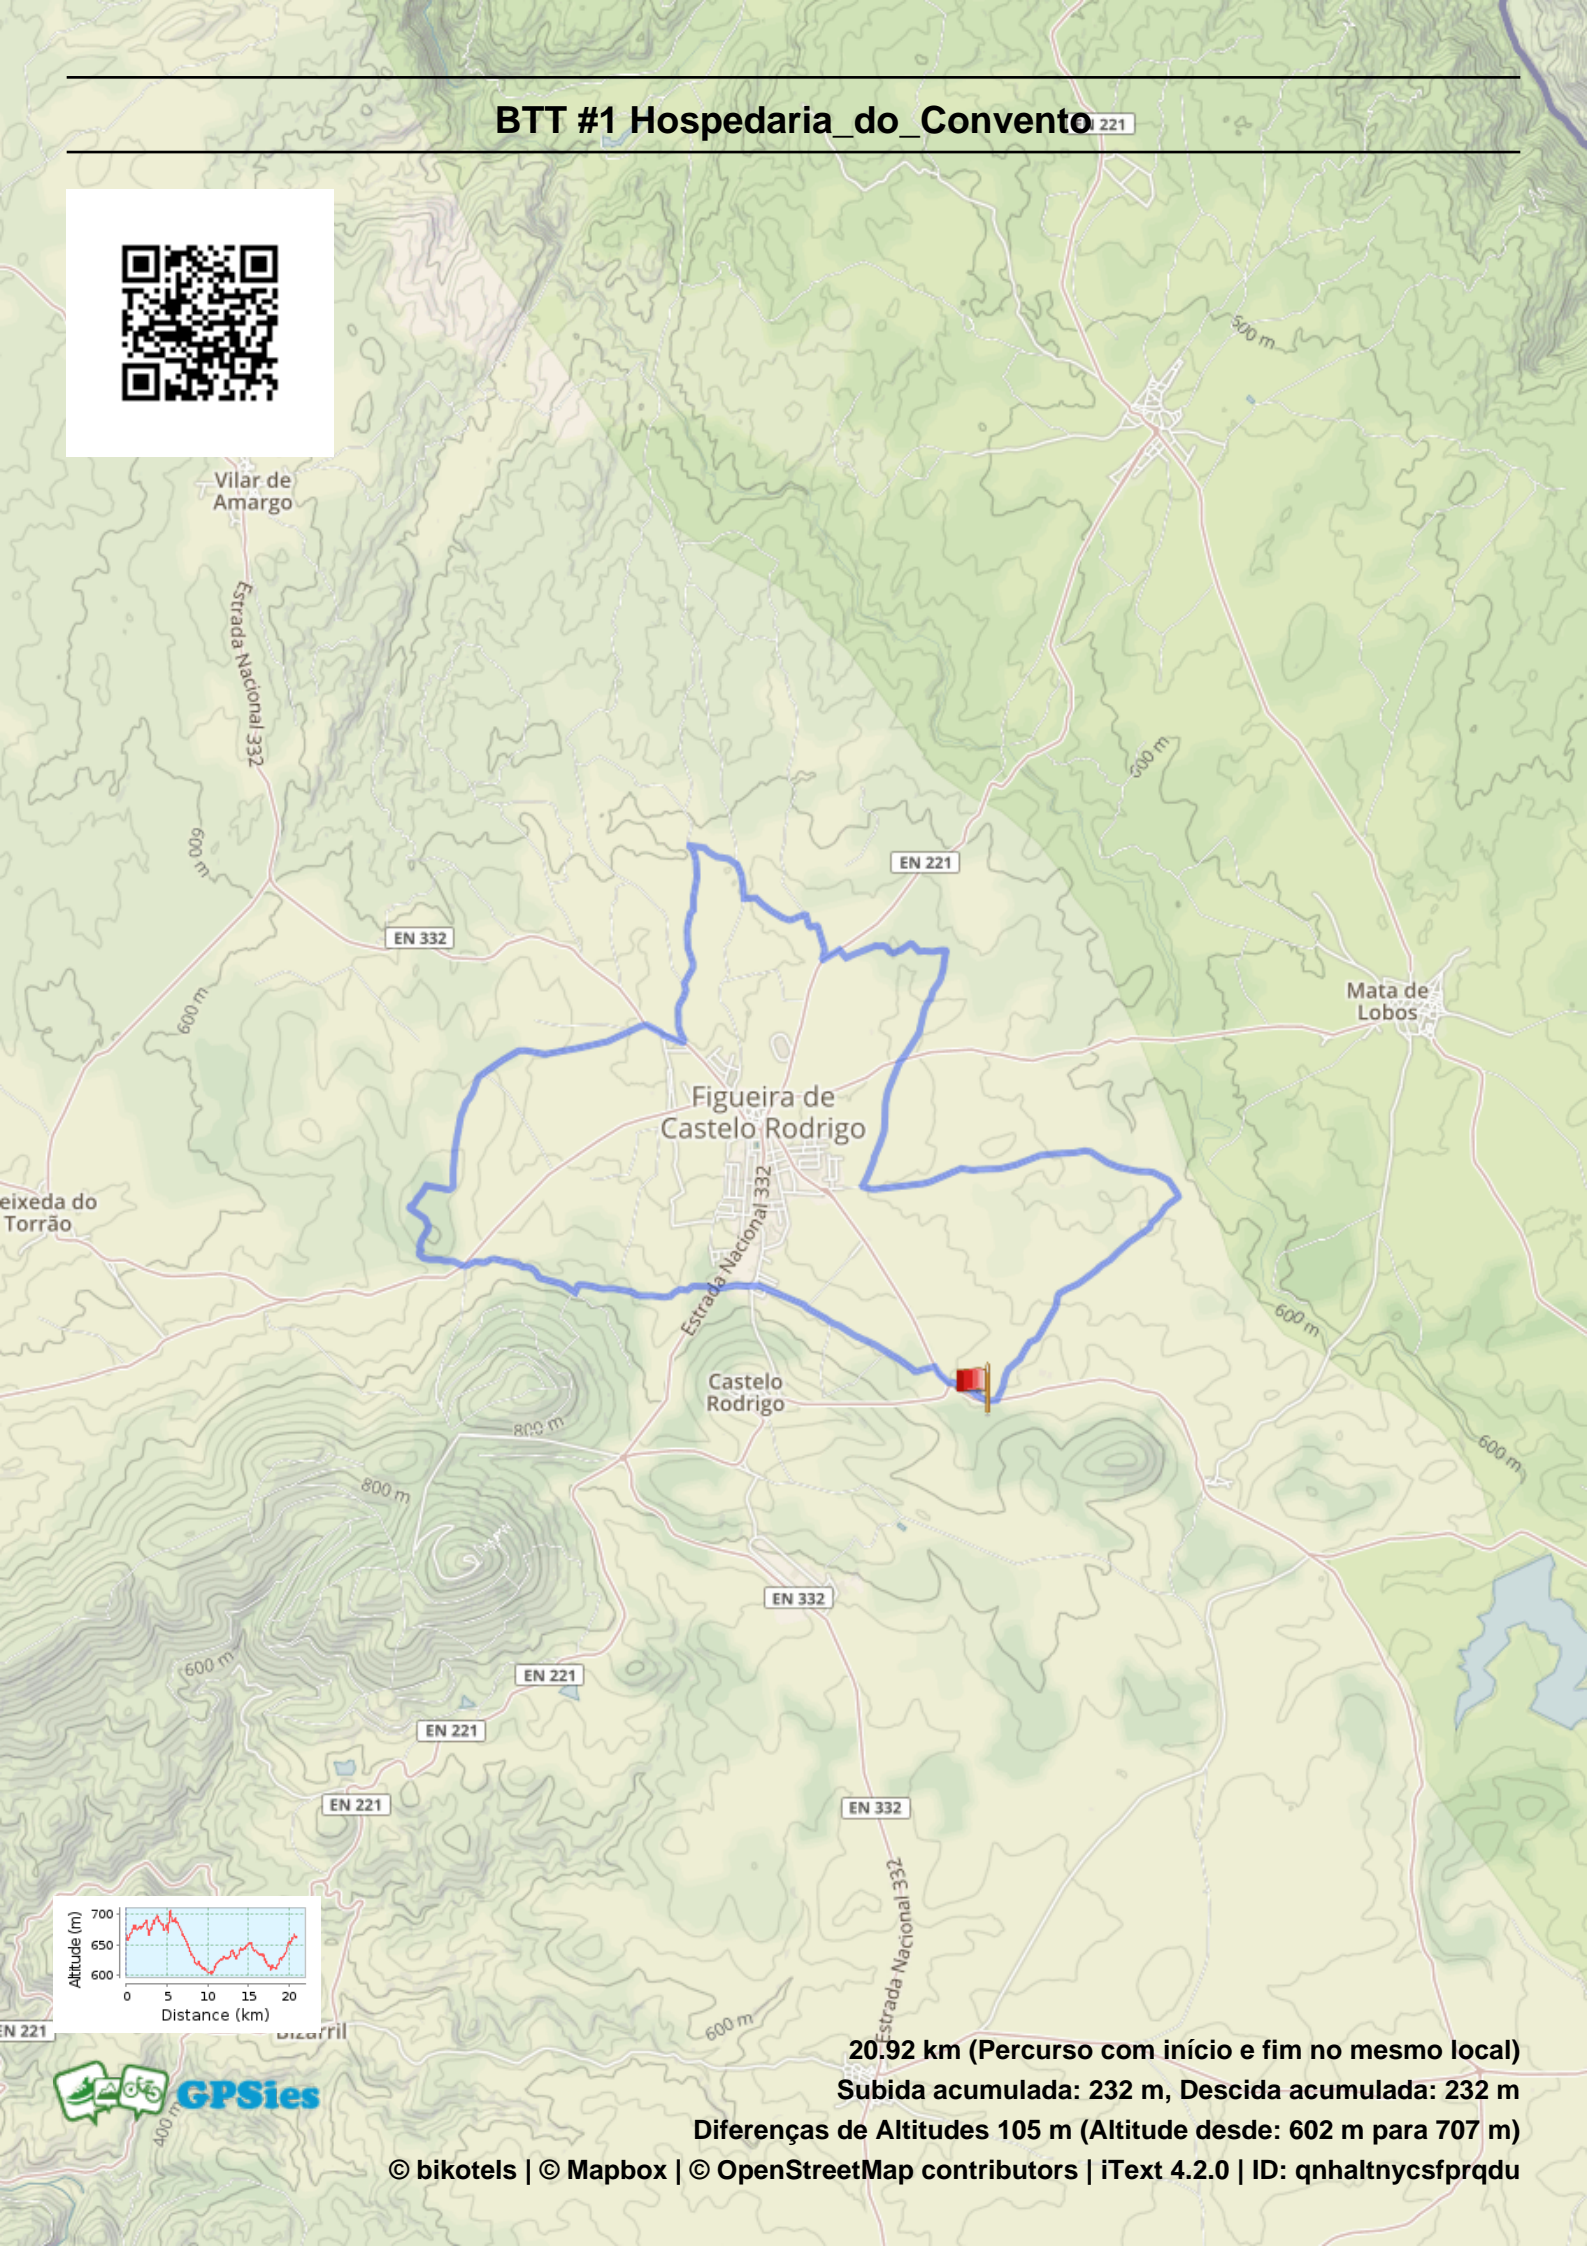 BTT #1 Hospedaria_do_Convento
EN 221
500 m
Vilar de
Amargo
Estrada Nacional 332
600 m
600 m
EN 221
EN 332
600 m
Mata de
Lobos
Figueira de
Castelo Rodrigo
eixeda do
Torrão
Estrada Nacional 332
600 m
Castelo
Rodrigo
800 m
800 m
600 m
EN 332
600 m
EN 221
EN 221
EN 221
EN 332
Estrada Nacional 332
Altitude (m)
700
650
600
0 5 10 15 20
Distance (km)
EN 221
Bizarril
600 m
400 m
GPSies
20.92 km (Percurso com início e fim no mesmo local)
Subida acumulada: 232 m, Descida acumulada: 232 m
Diferenças de Altitudes 105 m (Altitude desde: 602 m para 707 m)
© bikotels | © Mapbox | © OpenStreetMap contributors | iText 4.2.0 | ID: qnhaltnycsfprqdu